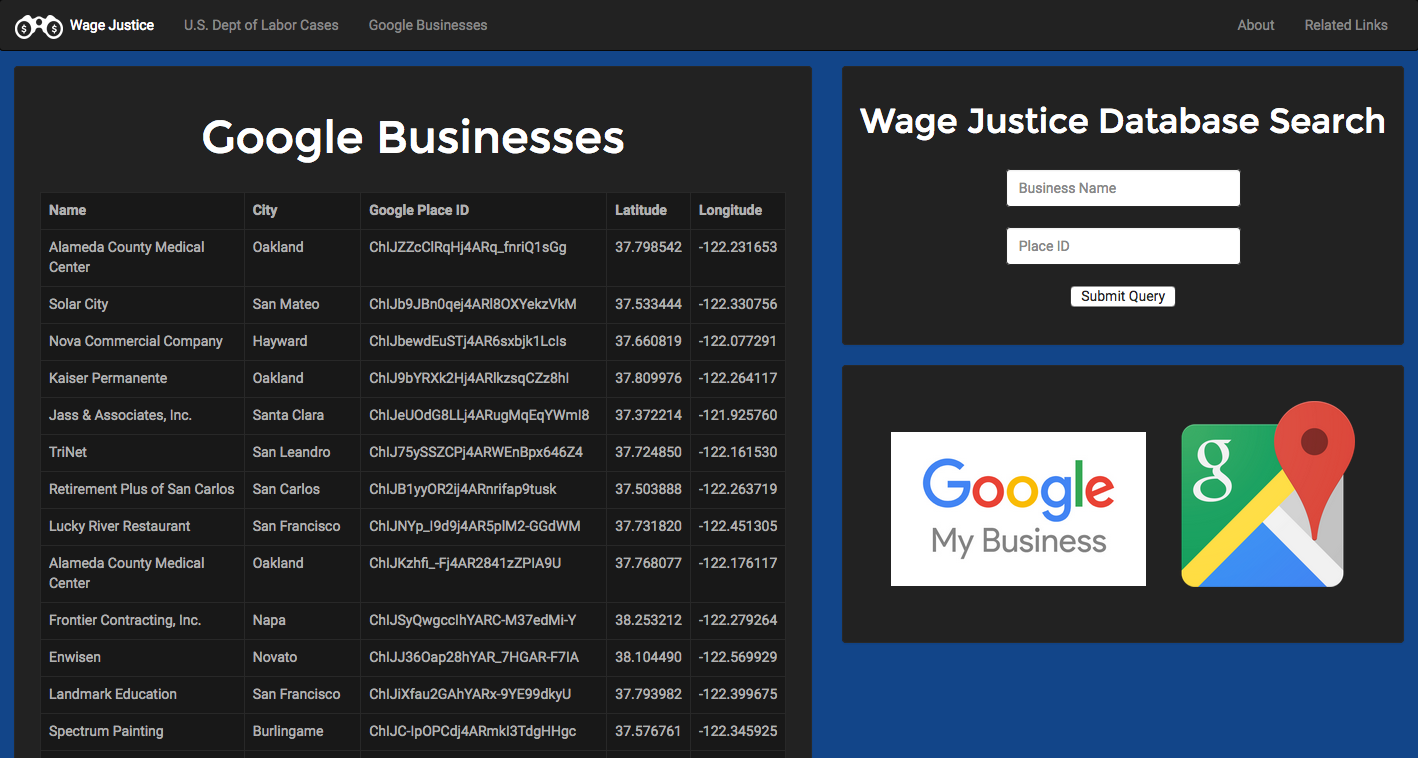 $ $ Wage Justice U.S. Dept of Labor Cases Google Businesses About Related Links
Google Businesses
Name City Google Place ID Latitude Longitude
Alameda County Medical Center Oakland ChIJZZcClRqHj4ARq_fnriQ1sGg 37.798542 -122.231653
Solar City San Mateo ChIJb9JBn0qej4ARl8OXYekzVkM 37.533444 -122.330756
Nova Commercial Company Hayward ChIJbewdEuSTj4AR6sxbjk1LcIs 37.660819 -122.077291
Kaiser Permanente Oakland ChIJ9bYRXk2Hj4ARlkzsqCZz8hI 37.809976 -122.264117
Jass & Associates, Inc. Santa Clara ChIJeUOdG8LLj4ARugMqEqYWmI8 37.372214 -121.925760
TriNet San Leandro ChIJ75ySSZCPj4ARWEnBpx646Z4 37.724850 -122.161530
Retirement Plus of San Carlos San Carlos ChIJB1yyOR2ij4ARnrifap9tusk 37.503888 -122.263719
Lucky River Restaurant San Francisco ChIJNYp_I9d9j4AR5plM2-GGdWM 37.731820 -122.451305
Alameda County Medical Center Oakland ChIJKzhfi_-Fj4AR2841zZPIA9U 37.768077 -122.176117
Frontier Contracting, Inc. Napa ChIJSyQwgccIhYARC-M37edMi-Y 38.253212 -122.279264
Enwisen Novato ChIJJ36Oap28hYAR_7HGAR-F7IA 38.104490 -122.569929
Landmark Education San Francisco ChIJiXfau2GAhYARx-9YE99dkyU 37.793982 -122.399675
Spectrum Painting Burlingame ChIJC-lpOPCdj4ARmkI3TdgHHgc 37.576761 -122.345925
Wage Justice Database Search
Business Name
Place ID
Submit Query
Google
My Business
g